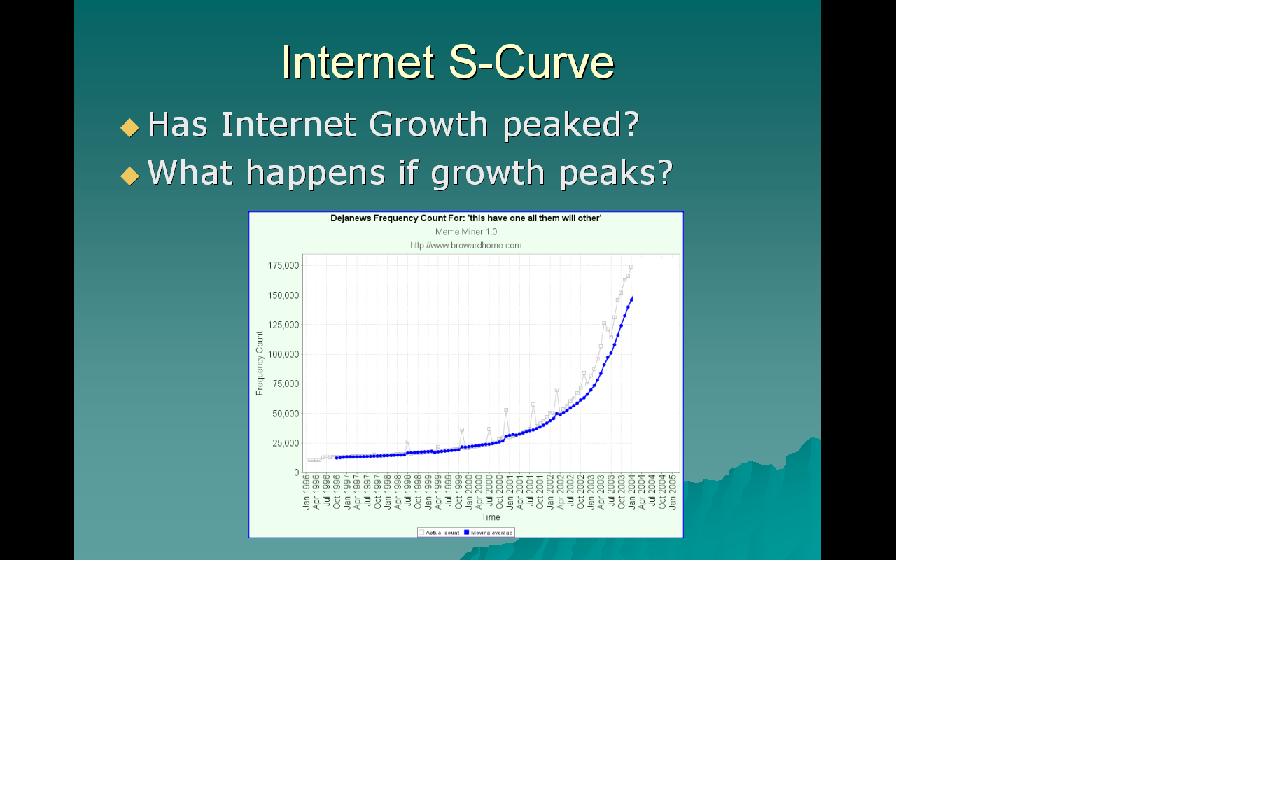 Internet S-Curve
Has Internet Growth peaked?
What happens if growth peaks?
Dejanews Frequency Count For: 'this have one all them will other'
Meme Miner 1.0
http://www.browardhome.com
175,000
150,000
125,000
100,000
75,000
50,000
25,000
0
Frequency Count
Jan 1996
Apr 1996
Jul 1996
Oct 1996
Jan 1997
Apr 1997
Jul 1997
Oct 1997
Jan 1998
Apr 1998
Jul 1998
Oct 1998
Jan 1999
Apr 1999
Jul 1999
Oct 1999
Jan 2000
Apr 2000
Jul 2000
Oct 2000
Jan 2001
Apr 2001
Jul 2001
Oct 2001
Jan 2002
Apr 2002
Jul 2002
Oct 2002
Jan 2003
Apr 2003
Jul 2003
Oct 2003
Jan 2004
Apr 2004
Jul 2004
Oct 2004
Jan 2005
Time
Actual count Moving average